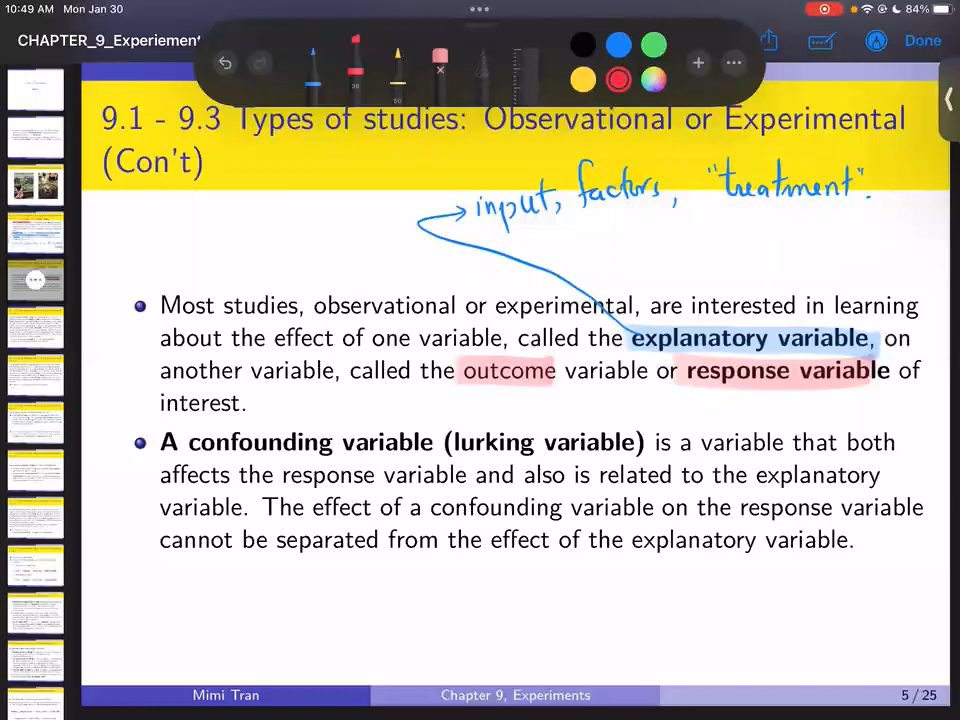 10:49 AM Mon Jan 30
84%
CHAPTER_9_Experiement
Done
9.1 - 9.3 Types of studies: Observational or Experimental
(Con't)
input, factors, "treatment".
Most studies, observational or experimental, are interested in learning
about the effect of one variable, called the explanatory variable, on
another variable, called the outcome variable or response variable of
interest.
A confounding variable (lurking variable) is a variable that both
affects the response variable and also is related to the explanatory
variable. The effect of a confounding variable on the response variable
cannot be separated from the effect of the explanatory variable.
Mimi Tran
Chapter 9, Experiments
5 / 25